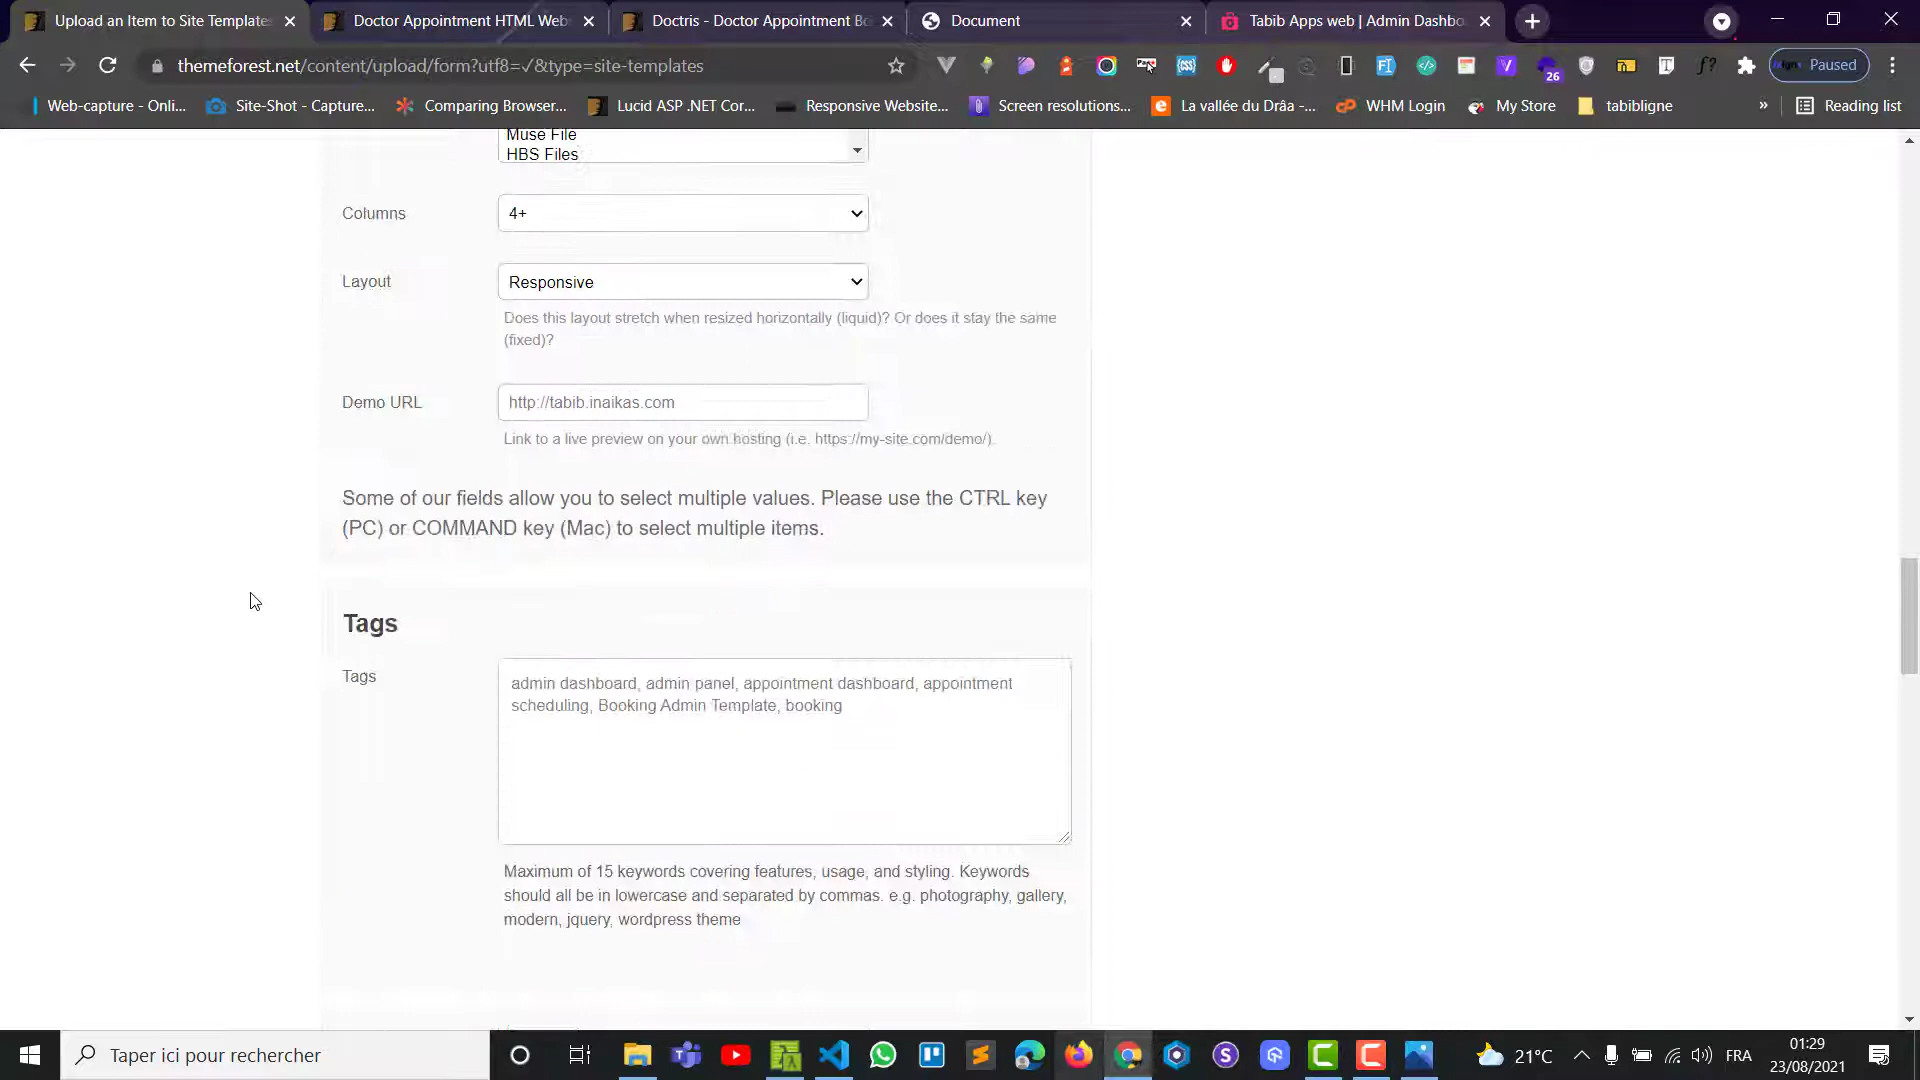 Upload an Item to Site Templates
Doctor Appointment HTML Web
Doctris - Doctor Appointment Bo
Document
Tabib Apps web | Admin Dashbo
themeforest.net/content/upload/form?utf8=✓&type=site-templates
26
Paused
Web-capture - Onli...
Site-Shot - Capture...
Comparing Browser...
Lucid ASP .NET Cor...
Responsive Website...
Screen resolutions...
La vallée du Drâa -...
WHM Login
My Store
tabibligne
»
Reading list
Muse File
HBS Files
Columns
4+
Layout
Responsive
Does this layout stretch when resized horizontally (liquid)? Or does it stay the same
(fixed)?
Demo URL
http://tabib.inaikas.com
Link to a live preview on your own hosting (i.e. https://my-site.com/demo/).
Some of our fields allow you to select multiple values. Please use the CTRL key
(PC) or COMMAND key (Mac) to select multiple items.
Tags
Tags
admin dashboard, admin panel, appointment dashboard, appointment
scheduling, Booking Admin Template, booking
Maximum of 15 keywords covering features, usage, and styling. Keywords
should all be in lowercase and separated by commas. e.g. photography, gallery,
modern, jquery, wordpress theme
Taper ici pour rechercher
21°C
FRA
01:29
23/08/2021